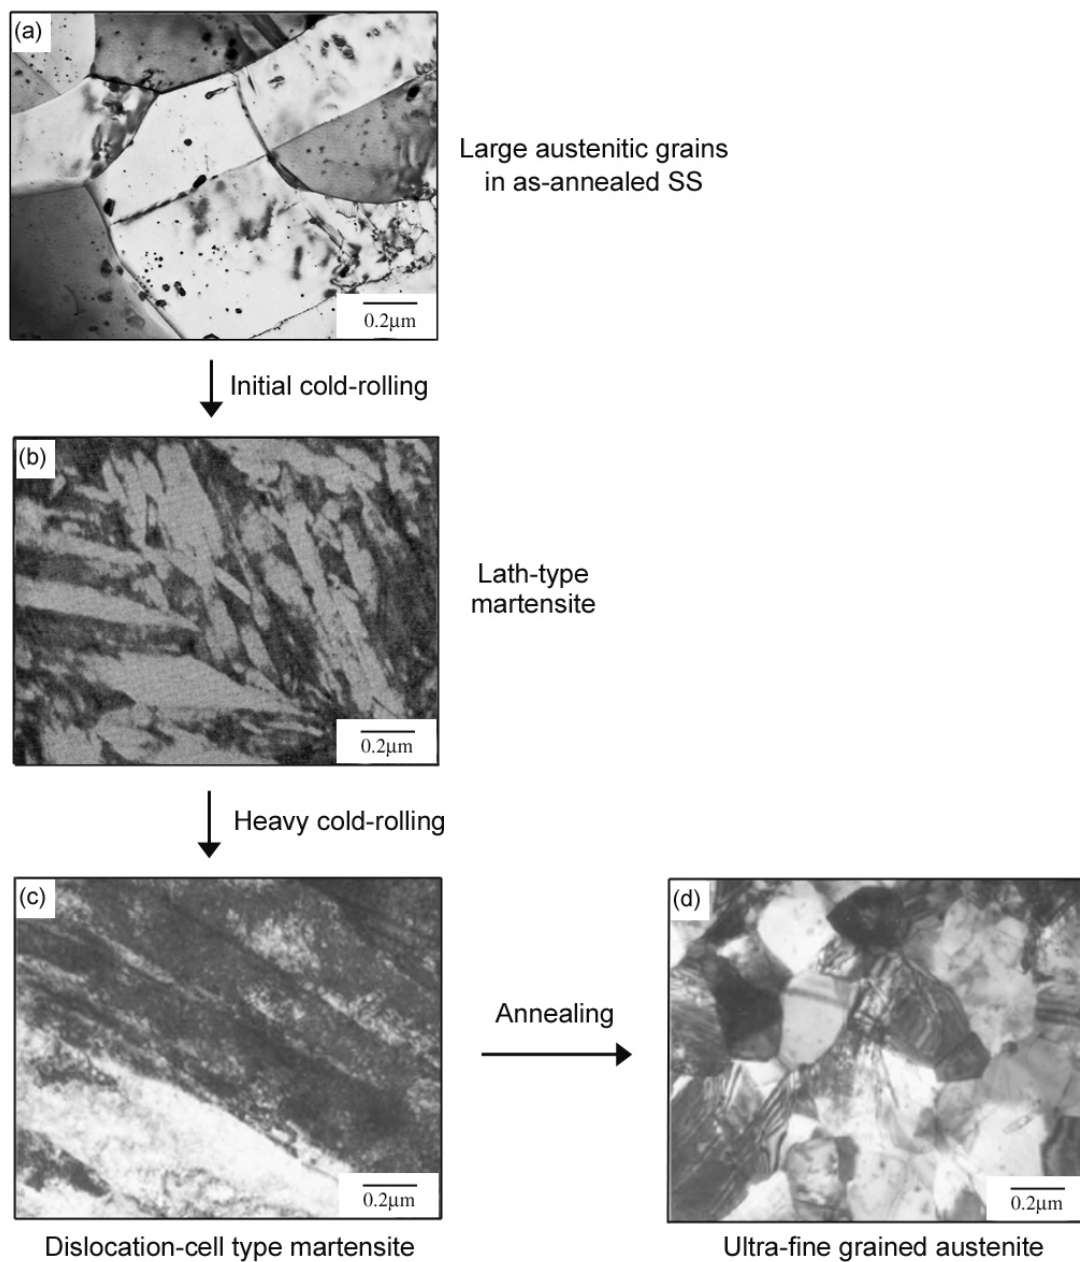 (a)
Large austenitic grains
in as-annealed SS
0.2μm
Initial cold-rolling
(b)
Lath-type
martensite
0.2μm
Heavy cold-rolling
(c)
0.2μm
Dislocation-cell type martensite
Annealing
(d)
0.2μm
Ultra-fine grained austenite